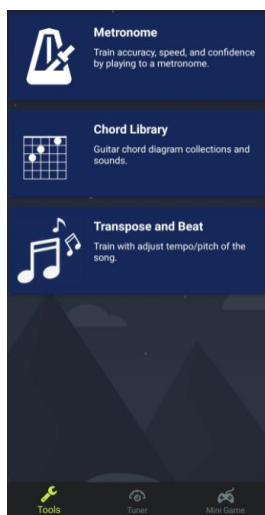 Metronome
Train accuracy, speed, and confidence
by playing to a metronome.
Chord Library
Guitar chord diagram collections and
sounds.
Transpose and Beat
Train with adjust tempo/pitch of the
song.
Tools
Tuner
Mini Game